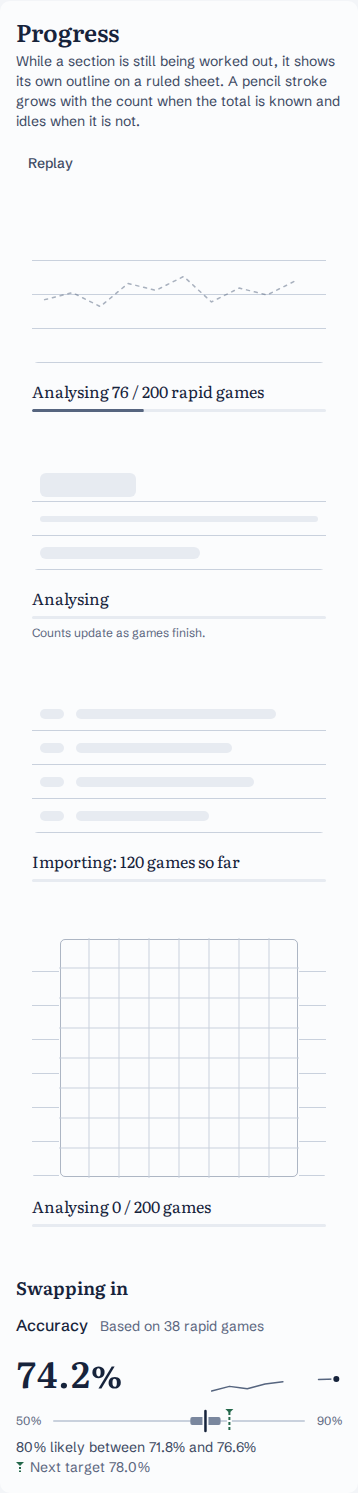 Progress
While a section is still being worked out, it shows
its own outline on a ruled sheet. A pencil stroke
grows with the count when the total is known and
idles when it is not.
Replay
Analysing 76 / 200 rapid games
Analysing
Counts update as games finish.
Importing: 120 games so far
Analysing 0 / 200 games
Swapping in
Accuracy Based on 38 rapid games
74.2%
50% 90%
80% likely between 71.8% and 76.6%
Next target 78.0%